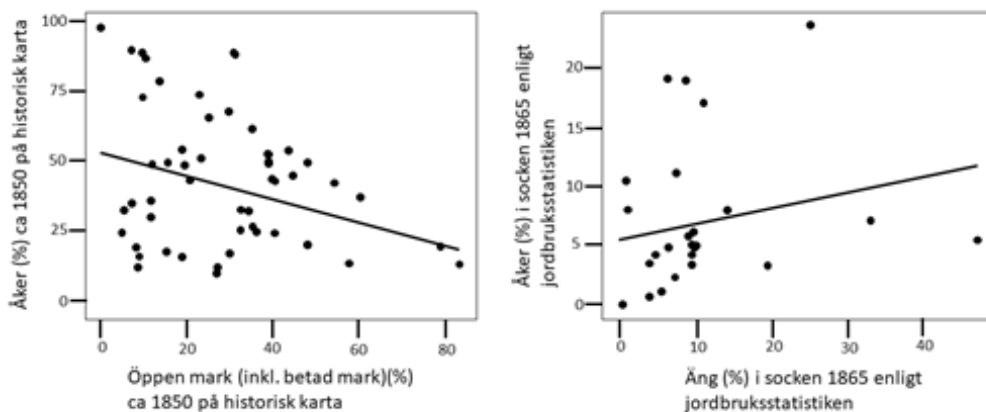 Åker (%) ca 1850 på historisk karta
100
75
50
25
0
0 20 40 60 80
Öppen mark (inkl. betad mark)(%)
ca 1850 på historisk karta
Åker (%) i socken 1865 enligt
jordbruksstatistiken
20
15
10
5
0
0 10 20 30 40
Äng (%) i socken 1865 enligt
jordbruksstatistiken